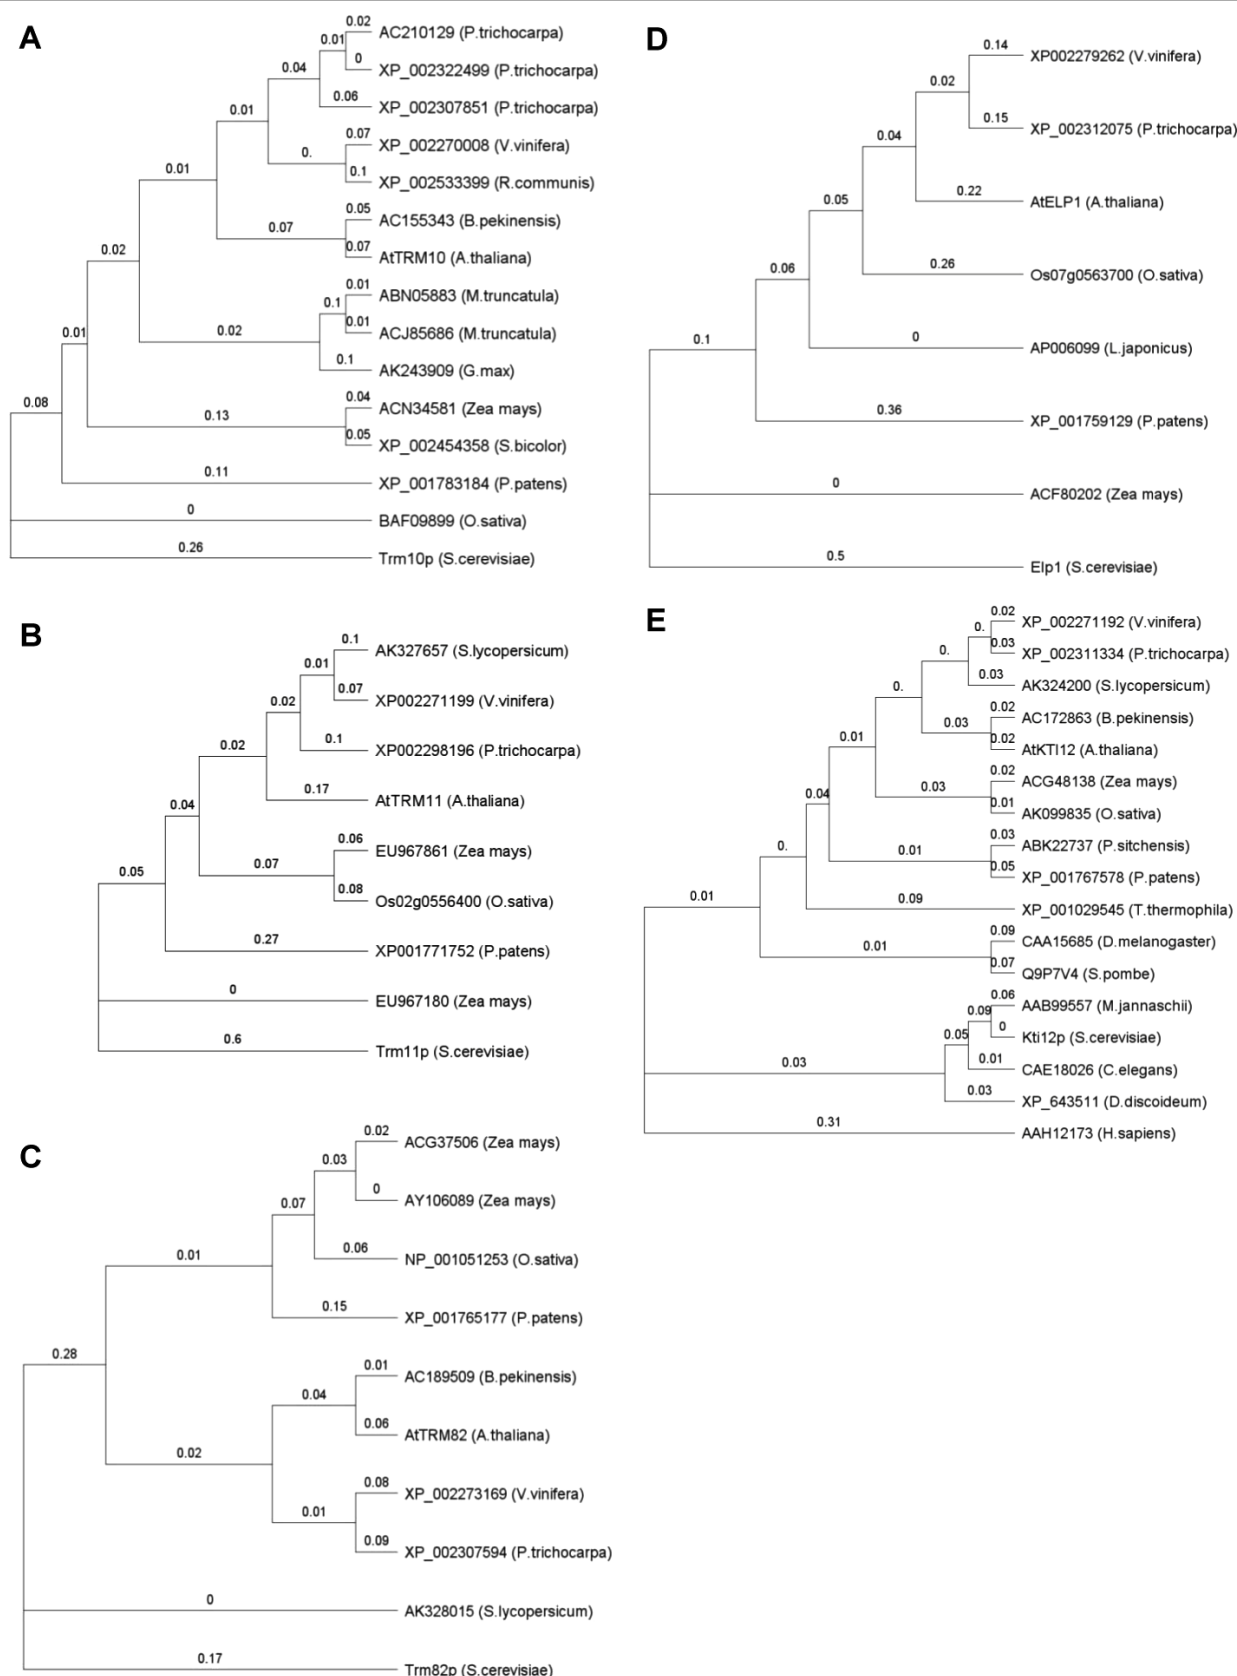 A
0.02
AC210129 (P.trichocarpa)
0.01
0
XP_002322499 (P.trichocarpa)
0.04
0.06
XP_002307851 (P.trichocarpa)
0.01
0.07
XP_002270008 (V.vinifera)
0.
0.1
XP_002533399 (R.communis)
0.01
0.05
AC155343 (B.pekinensis)
0.07
0.07
AtTRM10 (A.thaliana)
0.02
0.01
ABN05883 (M.truncatula)
0.1
0.01
ACJ85686 (M.truncatula)
0.02
0.1
AK243909 (G.max)
0.01
0.04
ACN34581 (Zea mays)
0.13
0.05
XP_002454358 (S.bicolor)
0.08
0.11
XP_001783184 (P.patens)
0
BAF09899 (O.sativa)
0.26
Trm10p (S.cerevisiae)
B
0.1
AK327657 (S.lycopersicum)
0.01
0.07
XP002271199 (V.vinifera)
0.02
0.1
XP002298196 (P.trichocarpa)
0.02
0.17
AtTRM11 (A.thaliana)
0.04
0.06
EU967861 (Zea mays)
0.07
0.08
Os02g0556400 (O.sativa)
0.05
0.27
XP001771752 (P.patens)
0
EU967180 (Zea mays)
0.6
Trm11p (S.cerevisiae)
C
0.02
ACG37506 (Zea mays)
0.03
0
AY106089 (Zea mays)
0.07
0.06
NP_001051253 (O.sativa)
0.01
0.15
XP_001765177 (P.patens)
0.28
0.01
AC189509 (B.pekinensis)
0.04
0.06
AtTRM82 (A.thaliana)
0.02
0.08
XP_002273169 (V.vinifera)
0.01
0.09
XP_002307594 (P.trichocarpa)
0
AK328015 (S.lycopersicum)
0.17
Trm82p (S.cerevisiae)
D
0.14
XP002279262 (V.vinifera)
0.02
0.15
XP_002312075 (P.trichocarpa)
0.04
0.22
AtELP1 (A.thaliana)
0.05
0.26
Os07g0563700 (O.sativa)
0.06
0
AP006099 (L.japonicus)
0.1
0.36
XP_001759129 (P.patens)
0
ACF80202 (Zea mays)
0.5
Elp1 (S.cerevisiae)
E
0.02
XP_002271192 (V.vinifera)
0.
0.03
XP_002311334 (P.trichocarpa)
0.
0.03
AK324200 (S.lycopersicum)
0.
0.02
AC172863 (B.pekinensis)
0.03
0.02
AtKTI12 (A.thaliana)
0.01
0.02
ACG48138 (Zea mays)
0.03
0.01
AK099835 (O.sativa)
0.04
0.03
ABK22737 (P.sitchensis)
0.01
0.05
XP_001767578 (P.patens)
0.
0.09
XP_001029545 (T.thermophila)
0.01
0.09
CAA15685 (D.melanogaster)
0.01
0.07
Q9P7V4 (S.pombe)
0.06
AAB99557 (M.jannaschii)
0.09
0
Kti12p (S.cerevisiae)
0.05
0.01
CAE18026 (C.elegans)
0.03
0.03
XP_643511 (D.discoideum)
0.31
AAH12173 (H.sapiens)